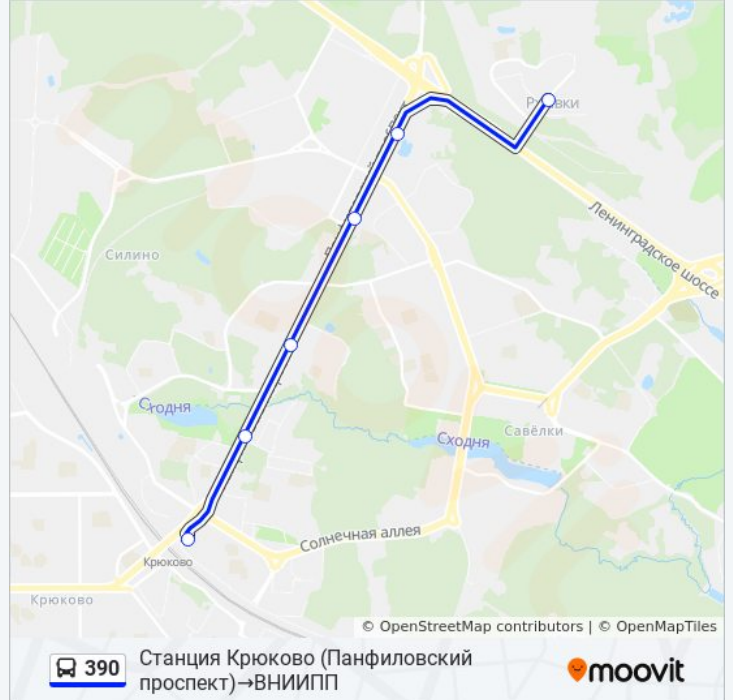 Ленинградское шоссе
Силино
Сходня
Сходня
Савёлки
Солнечная аллея
Крюково
Крюково
© OpenStreetMap contributors | © OpenMapTiles
390
Станция Крюково (Панфиловский
проспект)→ВНИИПП
moovit